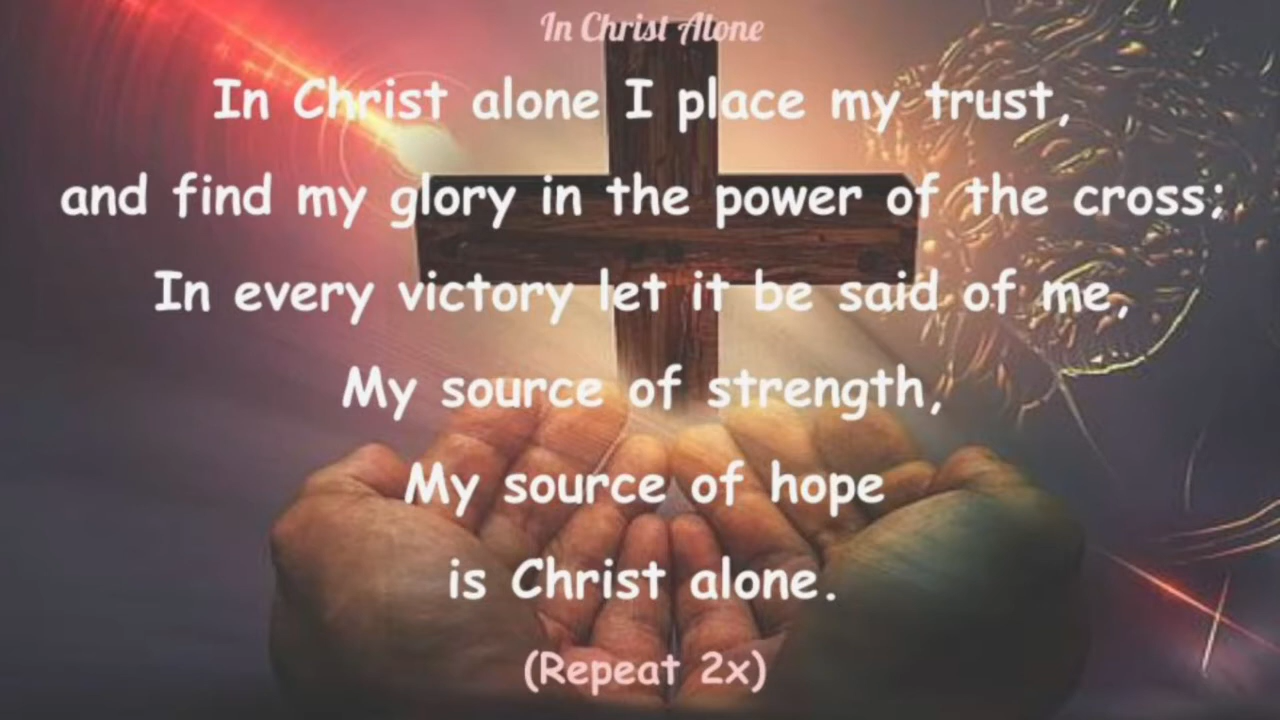 In Christ Alone
In Christ alone I place my trust,
and find my glory in the power of the cross;
In every victory let it be said of me,
My source of strength,
My source of hope
is Christ alone.
(Repeat 2x)